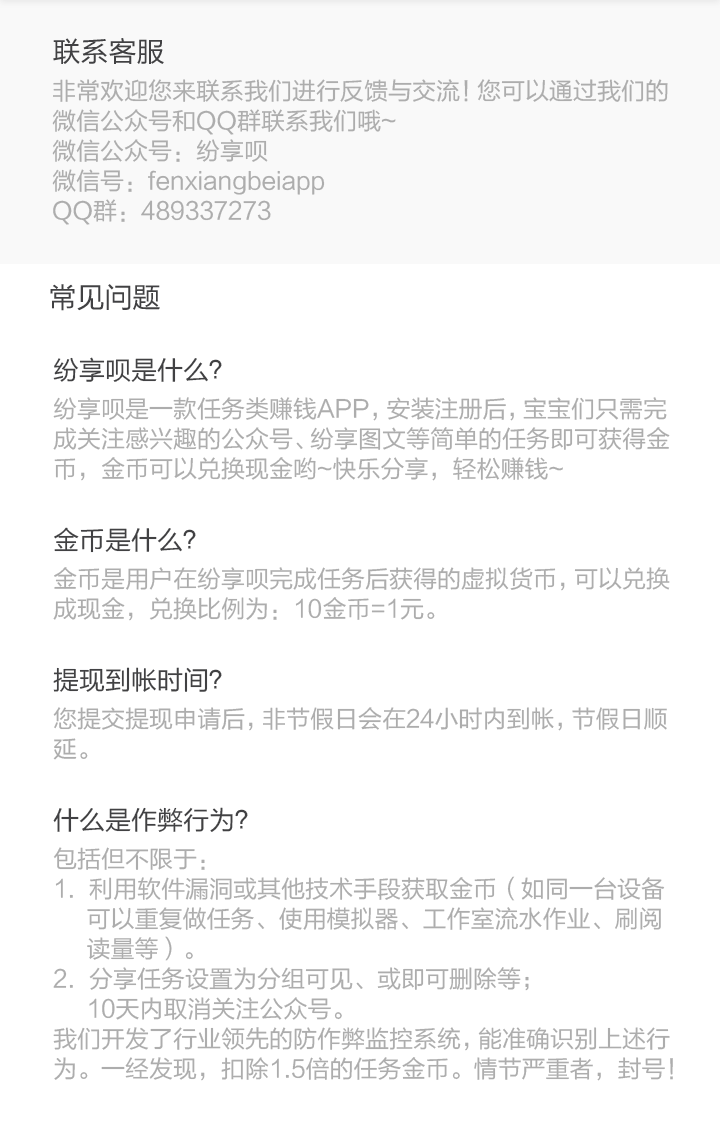 联系客服
非常欢迎您来联系我们进行反馈与交流！您可以通过我们的
微信公众号和QQ群联系我们哦~
微信公众号：纷享呗
微信号：fenxiangbeiapp
QQ群：489337273
常见问题
纷享呗是什么?
纷享呗是一款任务类赚钱APP，安装注册后，宝宝们只需完
成关注感兴趣的公众号、纷享图文等简单的任务即可获得金
币，金币可以兑换现金哟~快乐分享，轻松赚钱~
金币是什么?
金币是用户在纷享呗完成任务后获得的虚拟货币，可以兑换
成现金，兑换比例为：10金币=1元。
提现到帐时间?
您提交提现申请后，非节假日会在24小时内到帐，节假日顺
延。
什么是作弊行为?
包括但不限于：
1. 利用软件漏洞或其他技术手段获取金币（如同一台设备
可以重复做任务、使用模拟器、工作室流水作业、刷阅
读量等）。
2. 分享任务设置为分组可见、或即可删除等；
10天内取消关注公众号。
我们开发了行业领先的防作弊监控系统，能准确识别上述行
为。一经发现，扣除1.5倍的任务金币。情节严重者，封号！